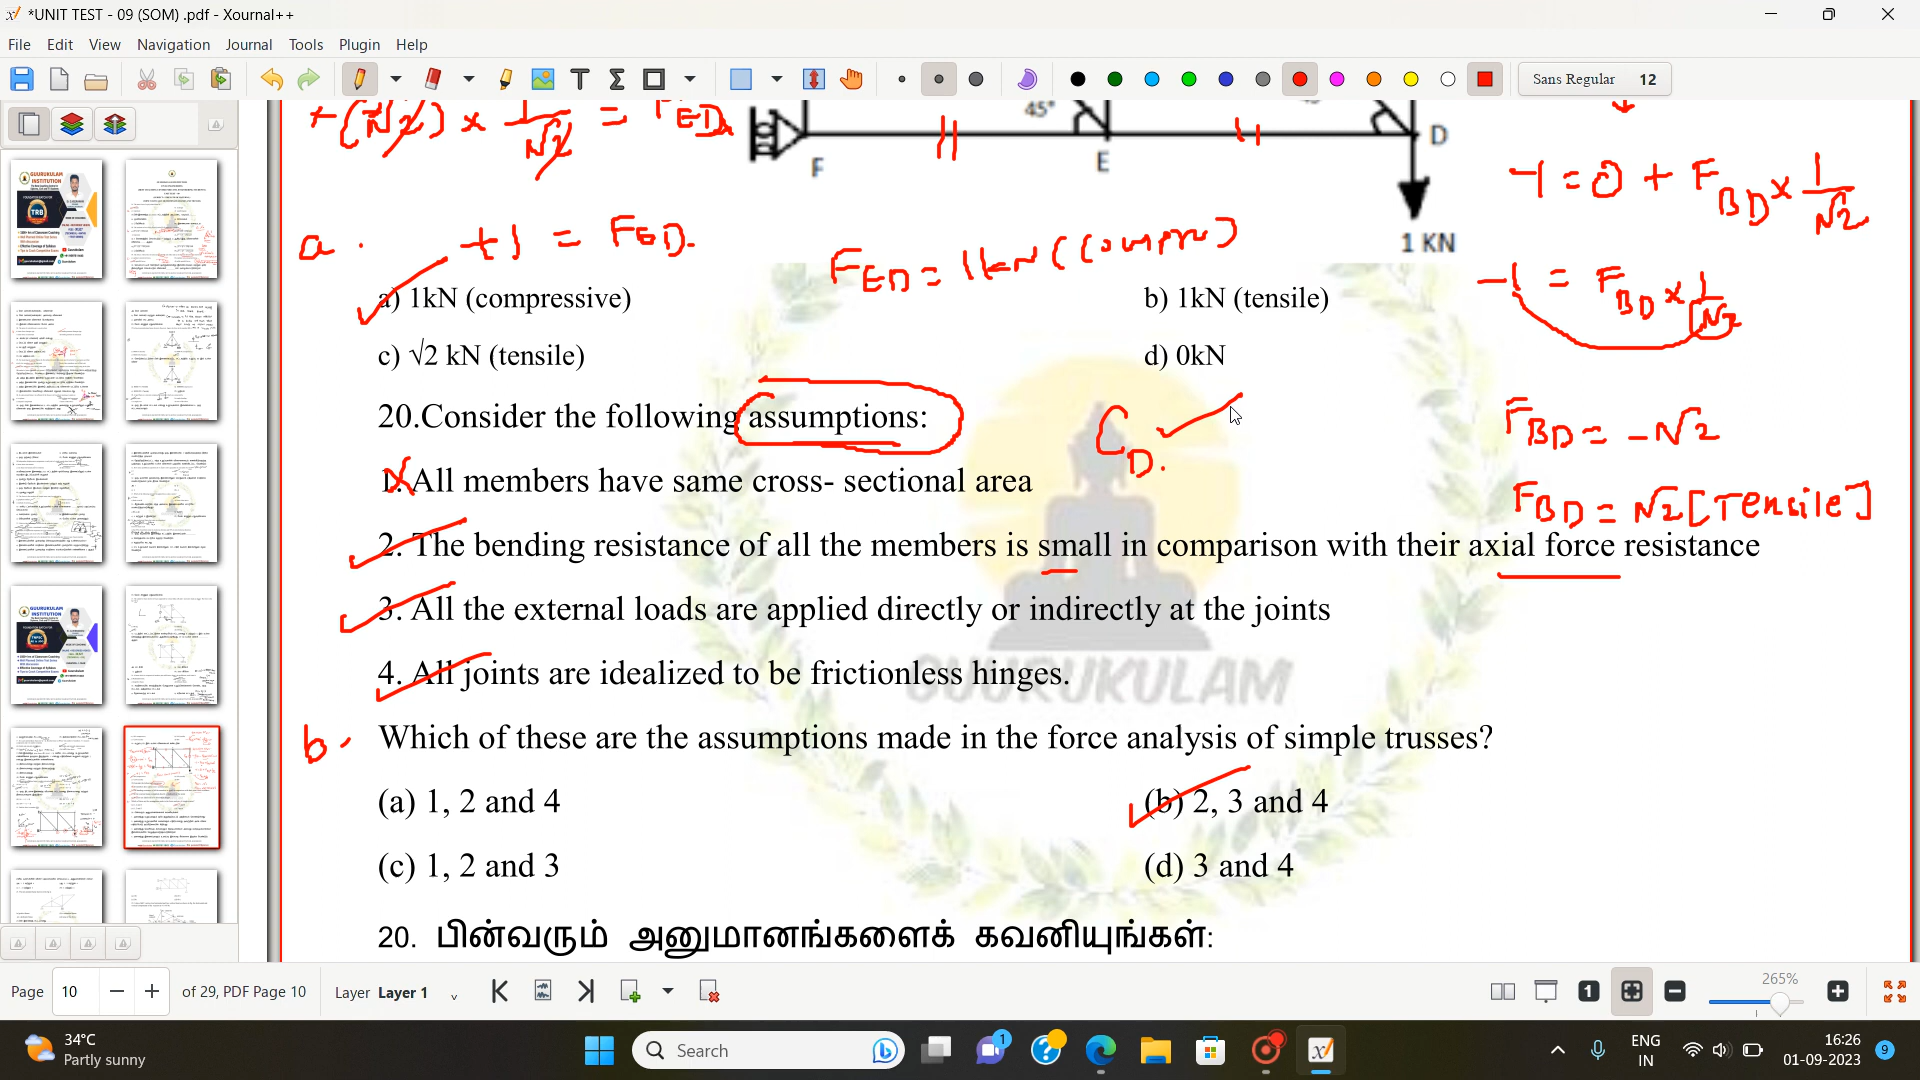 *UNIT TEST - 09 (SOM) .pdf - Xournal++
File Edit View Navigation Journal Tools Plugin Help
Sans Regular 12
45°
F E D
1 KN
-1 = 0 + F BD × 1/√2
a. +1 = FED.
FED = 1kN (compre)
-1 = F BD × 1/√2
a) 1kN (compressive) b) 1kN (tensile)
c) √2 kN (tensile) d) 0kN
20.Consider the following assumptions:
CD.
FBD = -√2
1. All members have same cross- sectional area
FBD = √2 [Tensile]
2. The bending resistance of all the members is small in comparison with their axial force resistance
3. All the external loads are applied directly or indirectly at the joints
4. All joints are idealized to be frictionless hinges.
GUURUKULAM
b. Which of these are the assumptions made in the force analysis of simple trusses?
(a) 1, 2 and 4 (b) 2, 3 and 4
(c) 1, 2 and 3 (d) 3 and 4
20. பின்வரும் அனுமானங்களைக் கவனியுங்கள்:
Page 10 of 29, PDF Page 10 Layer Layer 1 265%
34°C
Partly sunny
Search
ENG
IN
16:26
01-09-2023